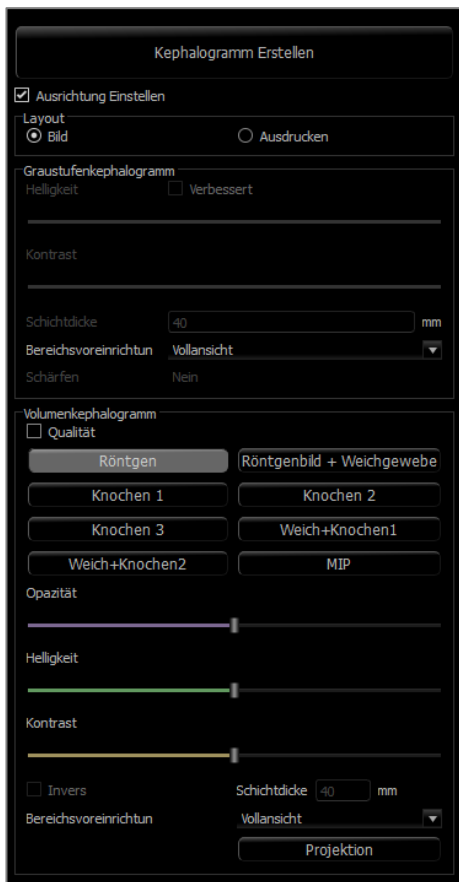 Kephalogramm Erstellen
Ausrichtung Einstellen
Layout
Bild Ausdrucken
Graustufenkephalogramm
Helligkeit Verbessert
Kontrast
Schichtdicke 40 mm
Bereichsvoreinrichtun Vollansicht
Schärfen Nein
Volumenkephalogramm
Qualität
Röntgen Röntgenbild + Weichgewebe
Knochen 1 Knochen 2
Knochen 3 Weich+Knochen1
Weich+Knochen2 MIP
Opazität
Helligkeit
Kontrast
Invers Schichtdicke 40 mm
Bereichsvoreinrichtun Vollansicht
Projektion